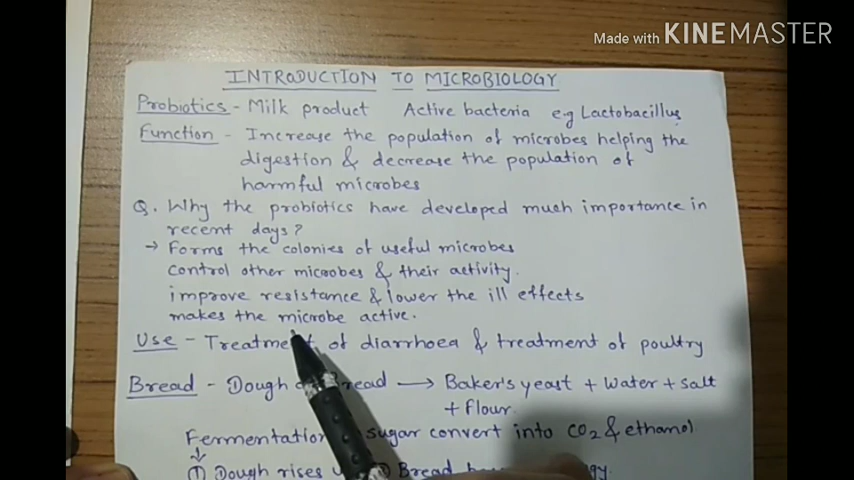 Made with KINEMASTER
INTRODUCTION TO MICROBIOLOGY
Probiotics - Milk product Active bacteria e.g Lactobacillus
Function - Increase the population of microbes helping the
digestion & decrease the population of
harmful microbes
Q. Why the probiotics have developed much importance in
recent days?
→ Forms the colonies of useful microbes
control other microbes & their activity.
improve resistance & lower the ill effects
makes the microbe active.
Use - Treatment of diarrhoea & treatment of poultry
Bread - Dough Bread → Baker's yeast + water + salt
+ flour.
Fermentation sugar convert into CO2 & ethanol
↓
① Dough rises Bread